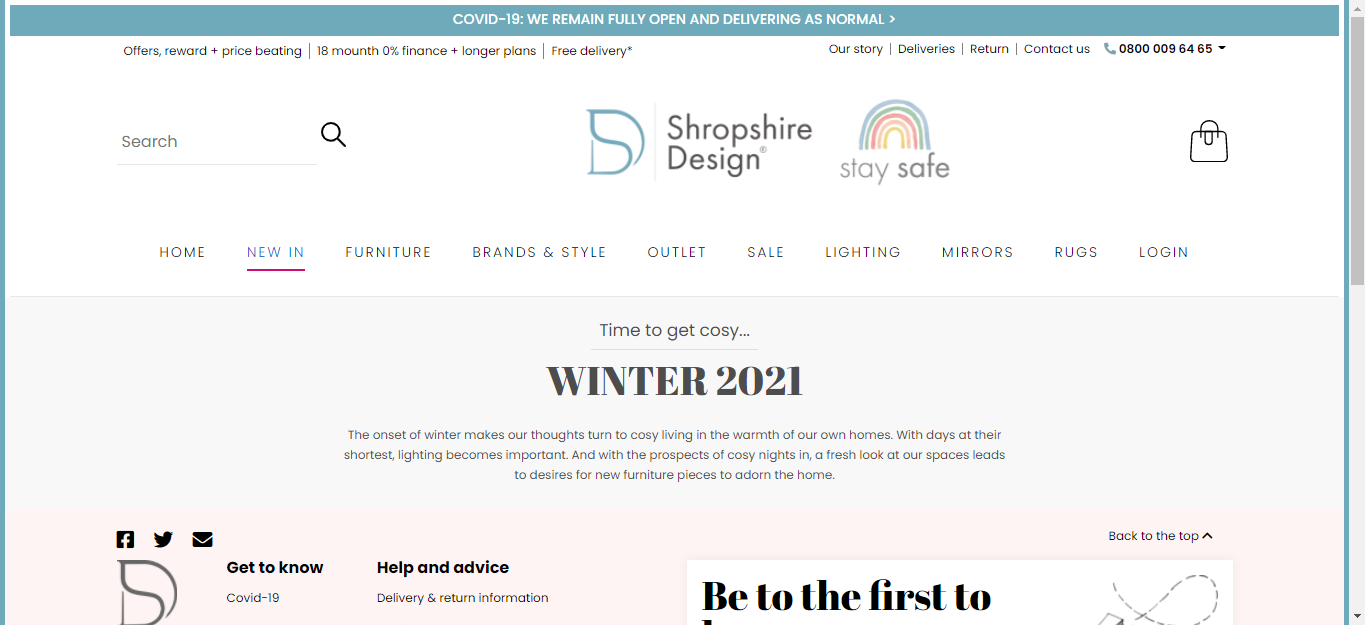 COVID-19: WE REMAIN FULLY OPEN AND DELIVERING AS NORMAL >
Offers, reward + price beating | 18 mounth 0% finance + longer plans | Free delivery*
Our story | Deliveries | Return | Contact us 0800 009 64 65
Search
Shropshire
Design®
stay safe
HOME NEW IN FURNITURE BRANDS & STYLE OUTLET SALE LIGHTING MIRRORS RUGS LOGIN
Time to get cosy...
WINTER 2021
The onset of winter makes our thoughts turn to cosy living in the warmth of our own homes. With days at their
shortest, lighting becomes important. And with the prospects of cosy nights in, a fresh look at our spaces leads
to desires for new furniture pieces to adorn the home.
Back to the top
Get to know
Covid-19
Help and advice
Delivery & return information
Be to the first to